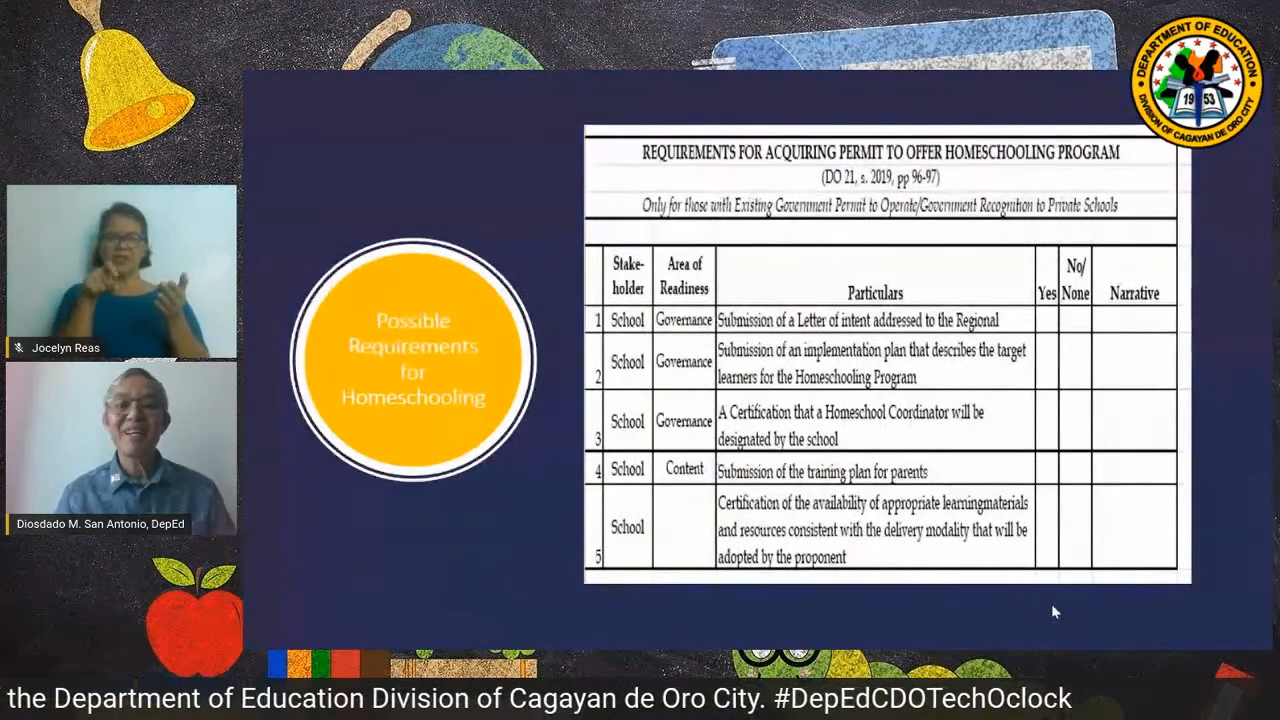 DEPARTMENT OF EDUCATION
19 53
DIVISION OF CAGAYAN DE ORO CITY
REQUIREMENTS FOR ACQUIRING PERMIT TO OFFER HOMESCHOOLING PROGRAM
(DO 21, s. 2019, pp 96-97)
Only for those with Existing Government Permit to Operate/Government Recognition to Private Schools
Stake-holder Area of Readiness Particulars Yes No/None Narrative
1 School Governance Submission of a Letter of intent addressed to the Regional
2 School Governance Submission of an implementation plan that describes the target
learners for the Homeschooling Program
3 School Governance A Certification that a Homeschool Coordinator will be
designated by the school
4 School Content Submission of the training plan for parents
5 School Certification of the availability of appropriate learningmaterials
and resources consistent with the delivery modality that will be
adopted by the proponent
Possible
Requirements
for
Homeschooling
Jocelyn Reas
Diosdado M. San Antonio, DepEd
the Department of Education Division of Cagayan de Oro City. #DepEdCDOTechOclock